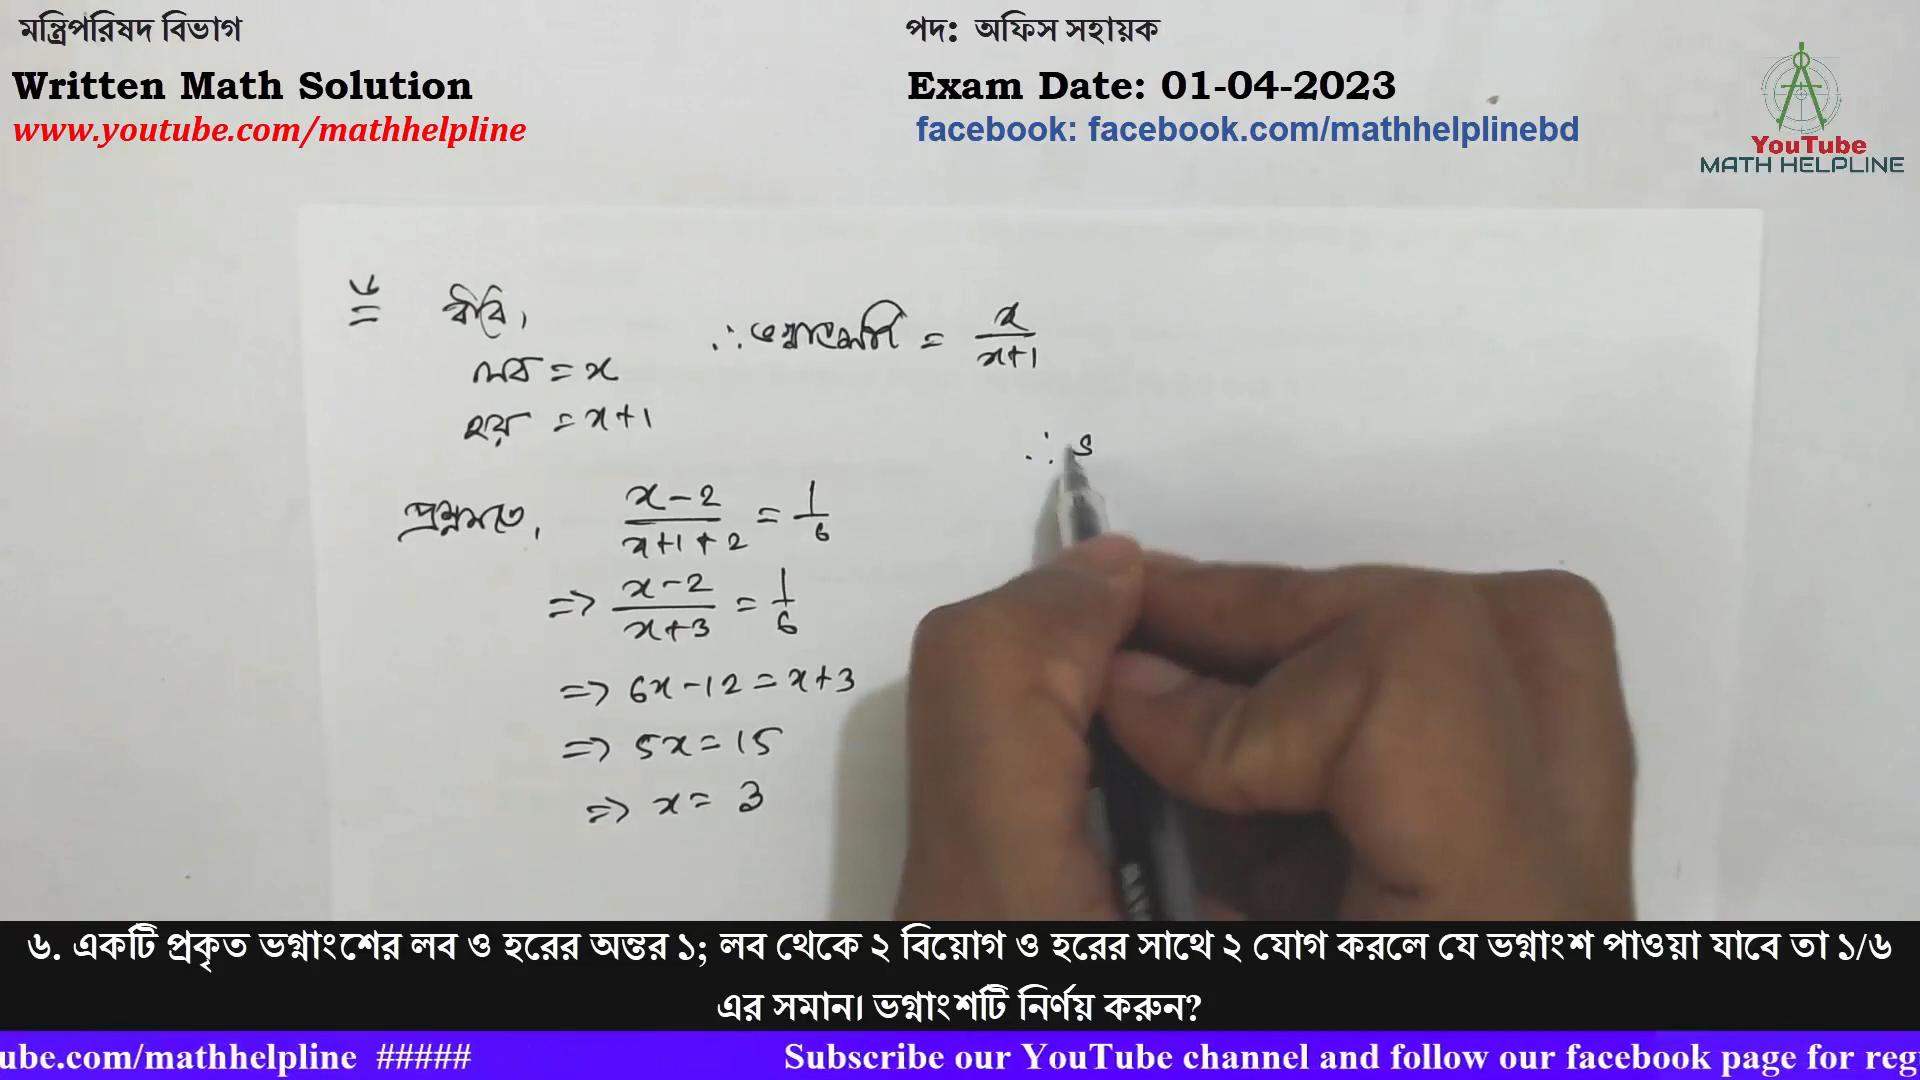 মন্ত্রিপরিষদ বিভাগ
পদ: অফিস সহায়ক
Written Math Solution
Exam Date: 01-04-2023
www.youtube.com/mathhelpline
facebook: facebook.com/mathhelplinebd
YouTube
MATH HELPLINE
৬
ধরি,
লব = x
হর = x+1
∴ ভগ্নাংশটি = x/(x+1)
∴
প্রশ্নমতে, (x-2)/(x+1+2) = 1/6
=> (x-2)/(x+3) = 1/6
=> 6x-12 = x+3
=> 5x = 15
=> x = 3
৬. একটি প্রকৃত ভগ্নাংশের লব ও হরের অন্তর ১; লব থেকে ২ বিয়োগ ও হরের সাথে ২ যোগ করলে যে ভগ্নাংশ পাওয়া যাবে তা ১/৬
এর সমান। ভগ্নাংশটি নির্ণয় করুন?
ube.com/mathhelpline ##### Subscribe our YouTube channel and follow our facebook page for reg